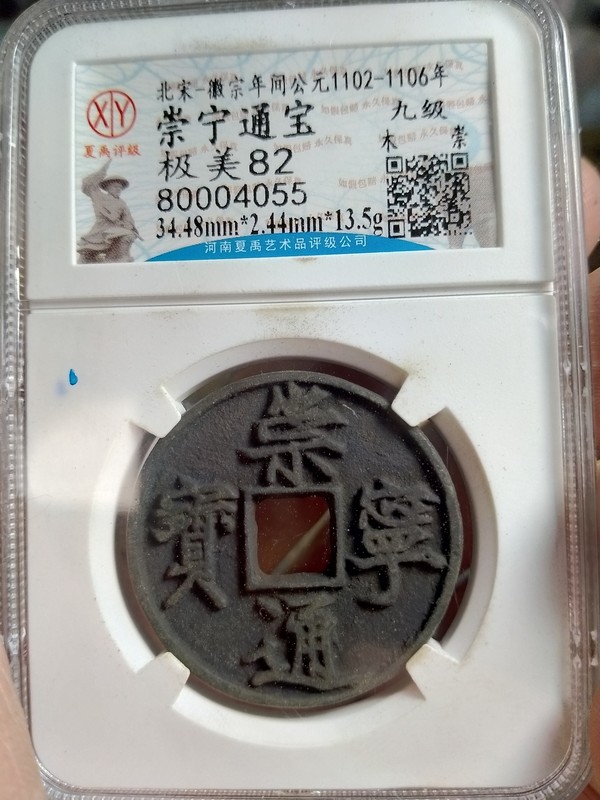 北宋-徽宗年间公元1102-1106年
崇宁通宝
九级
极美82
木 崇
80004055
34.48mm*2.44mm*13.5g
XY
夏禹评级
河南夏禹艺术品评级公司
崇
寧
通
寶